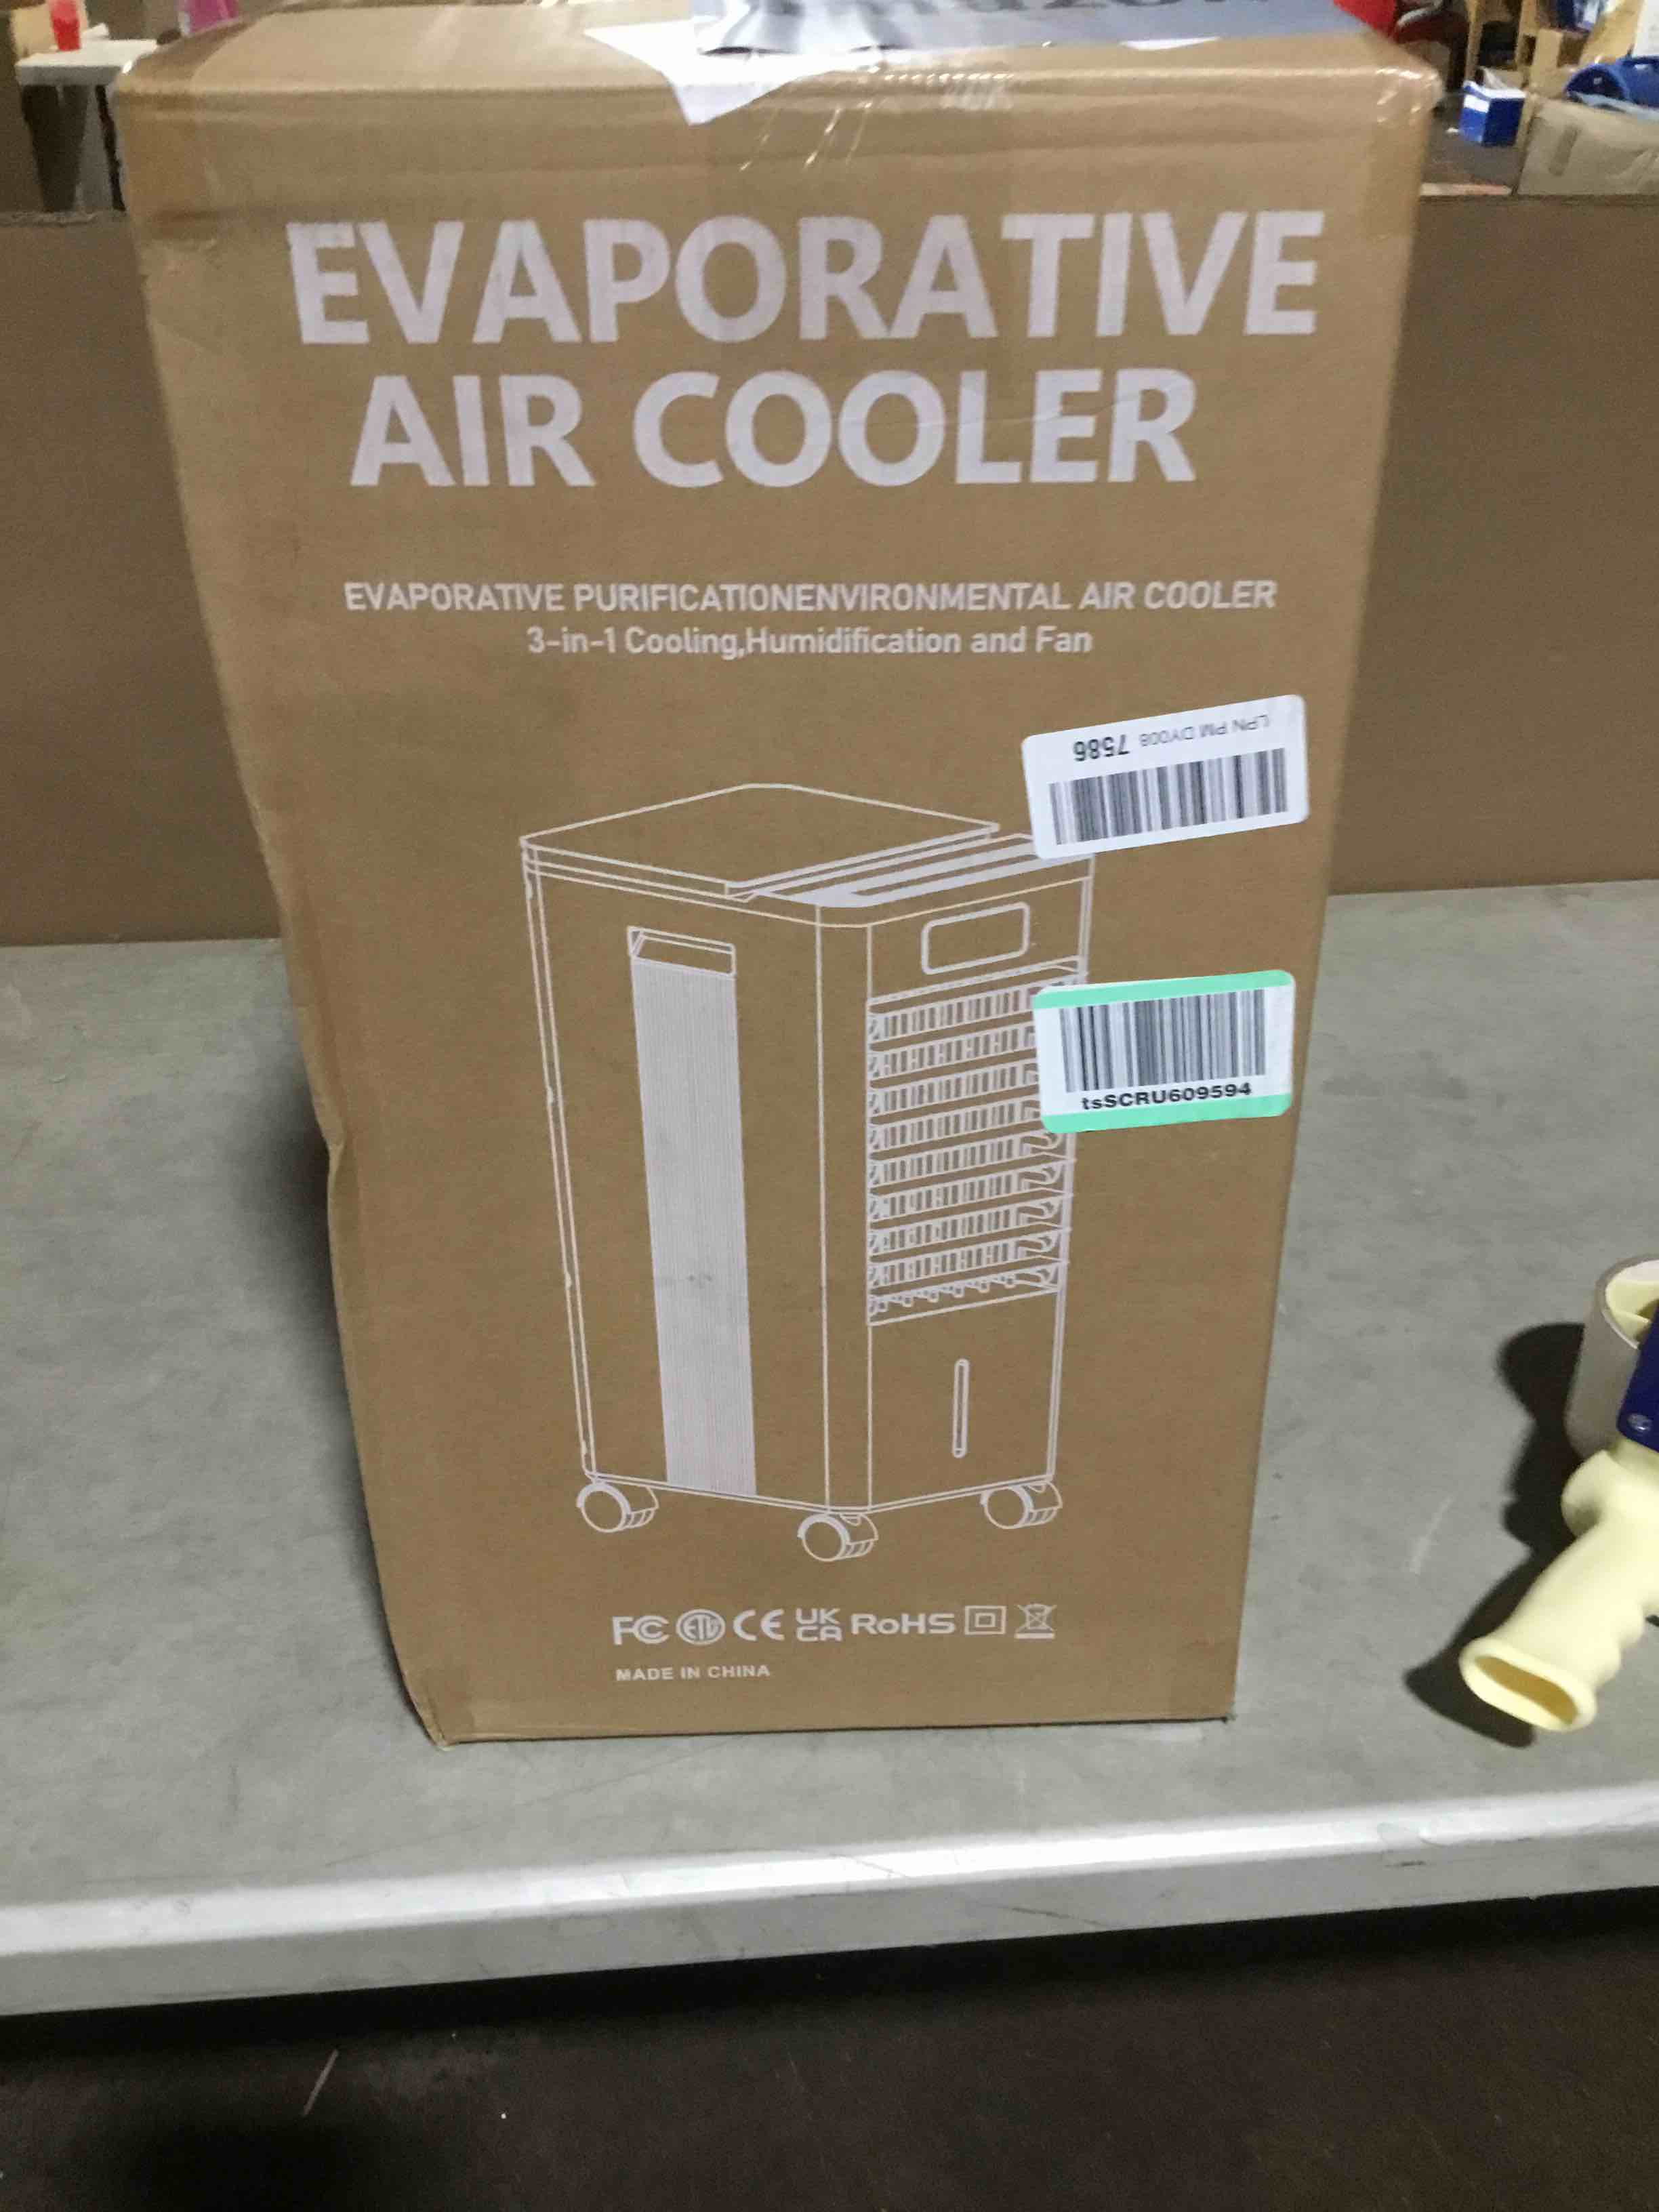 EVAPORATIVE
AIR COOLER
EVAPORATIVE PURIFICATIONENVIRONMENTAL AIR COOLER
3-in-1 Cooling,Humidification and Fan
LPN PM DY008 7586
tsSCRU609594
FC ETL CE UK CA RoHS
MADE IN CHINA